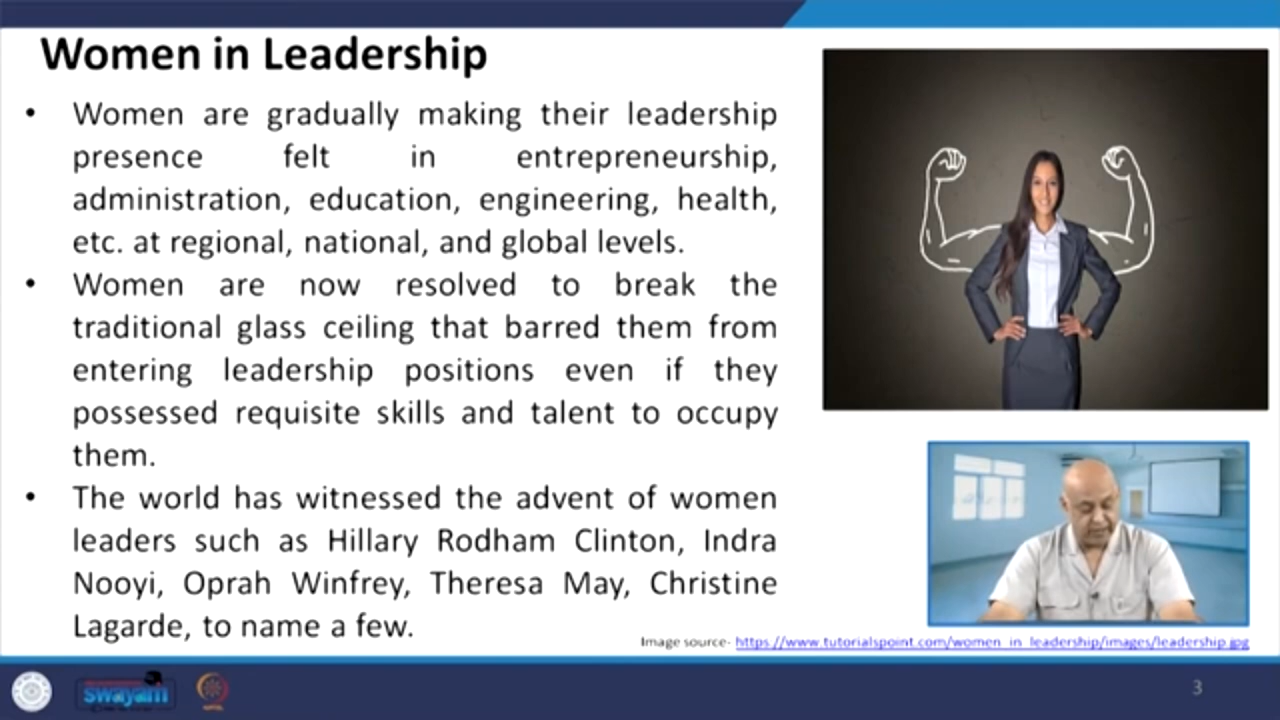 Women in Leadership
• Women are gradually making their leadership
presence felt in entrepreneurship,
administration, education, engineering, health,
etc. at regional, national, and global levels.
• Women are now resolved to break the
traditional glass ceiling that barred them from
entering leadership positions even if they
possessed requisite skills and talent to occupy
them.
• The world has witnessed the advent of women
leaders such as Hillary Rodham Clinton, Indra
Nooyi, Oprah Winfrey, Theresa May, Christine
Lagarde, to name a few.
Image source- https://www.tutorialspoint.com/women_in_leadership/images/leadership.jpg
swayam
3